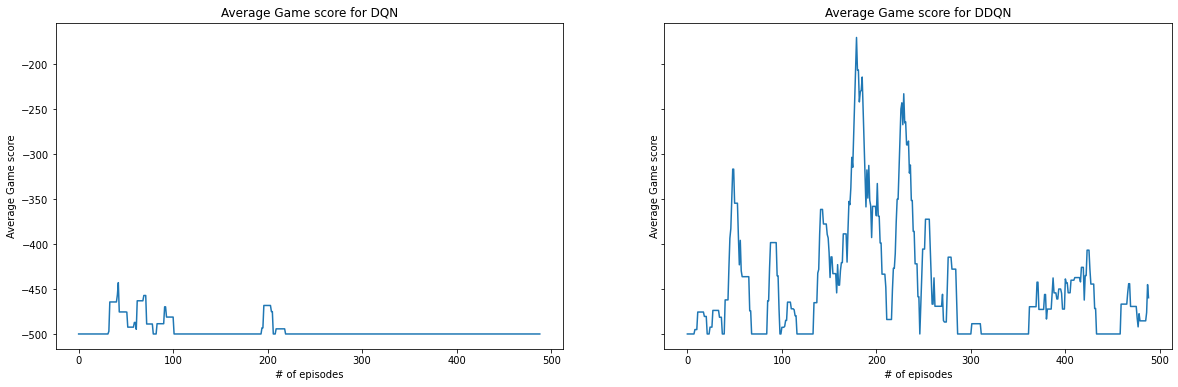 Average Game score for DQN
Average Game score
−200
−250
−300
−350
−400
−450
−500
0 100 200 300 400 500
# of episodes
Average Game score for DDQN
Average Game score
0 100 200 300 400 500
# of episodes